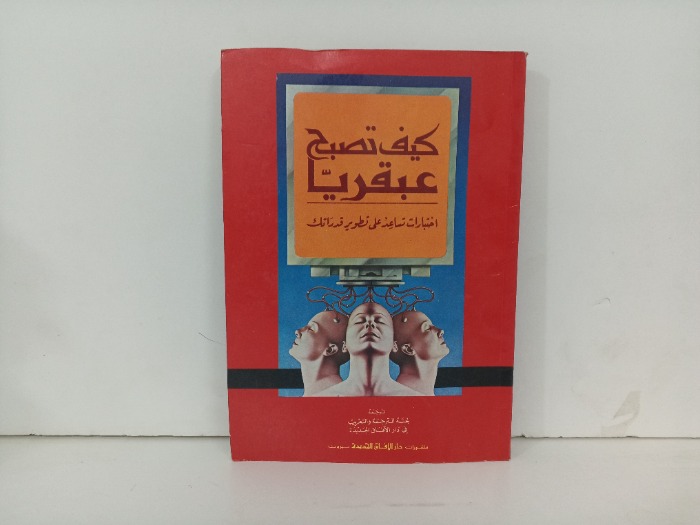 كيف تصبح
عبقريًّا
اختبارات تساعد على تطوير قدراتك
ترجمة
لجنة الترجمة والتعريب
في دار الآفاق الجديدة
منشورات دار الآفاق الجديدة بيروت